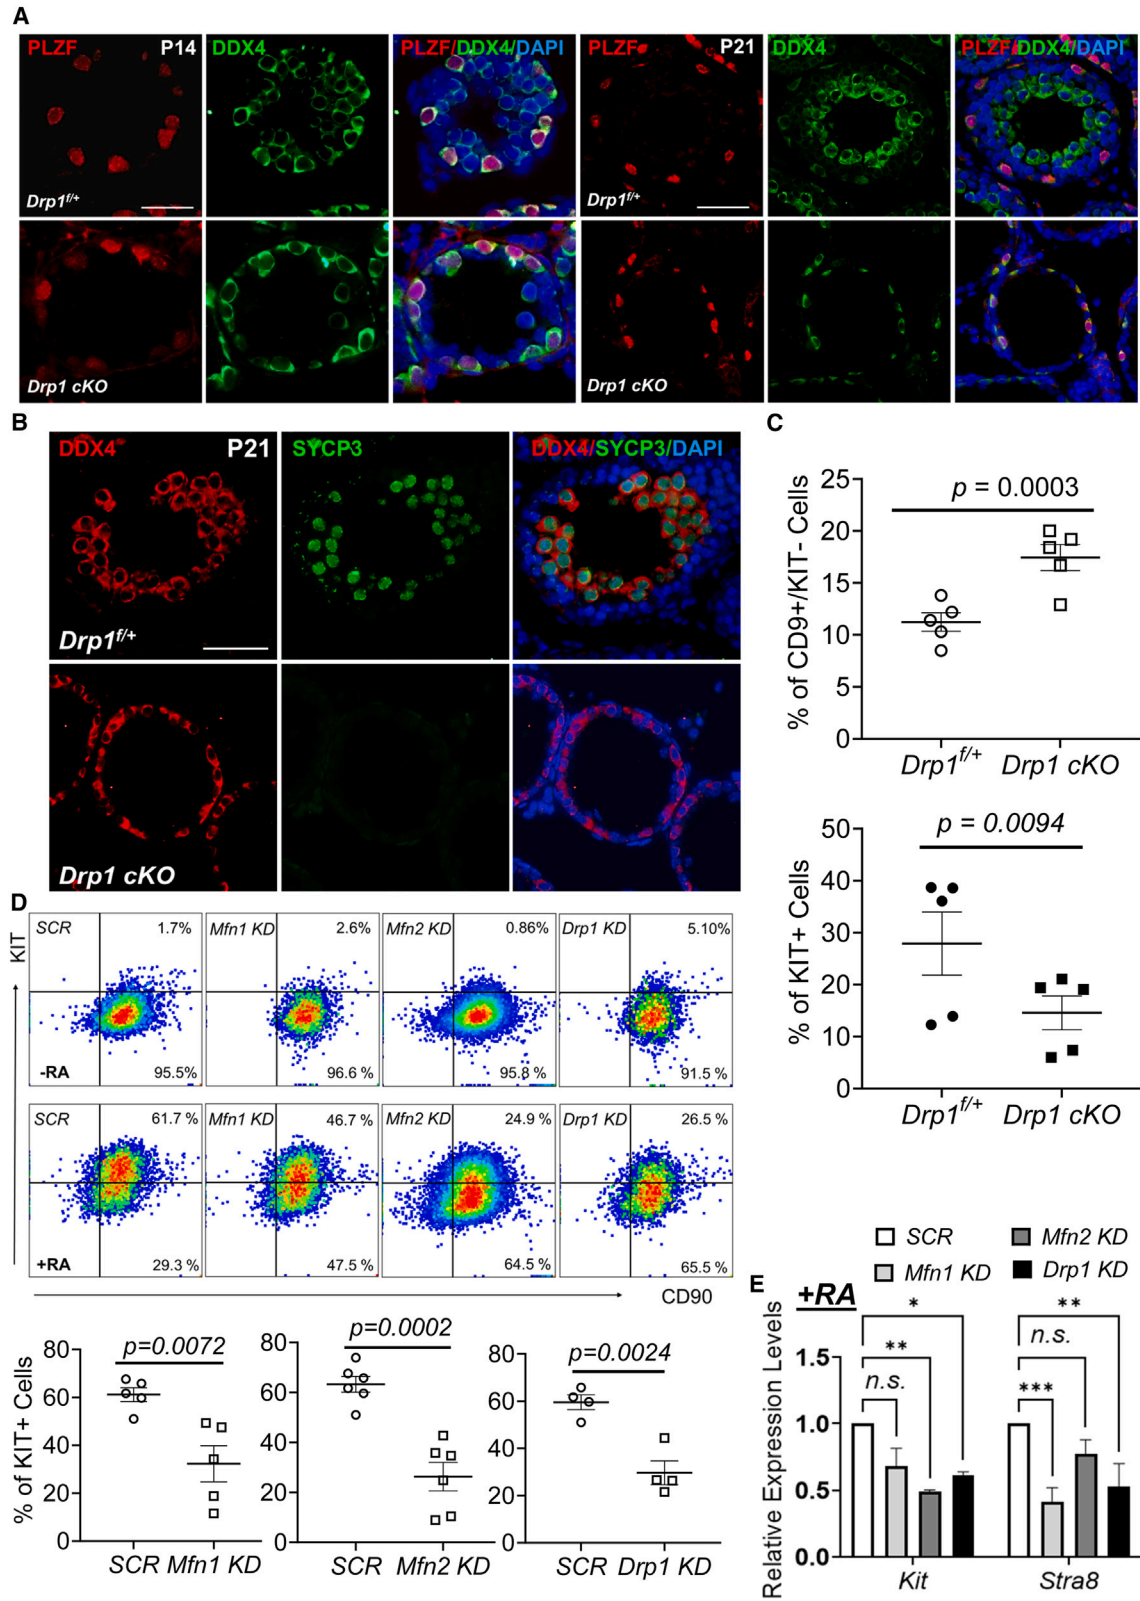 A
PLZF P14 DDX4 PLZF/DDX4/DAPI PLZF P21 DDX4 PLZF/DDX4/DAPI
Drp1f/+ Drp1f/+
Drp1 cKO Drp1 cKO
B
DDX4 P21 SYCP3 DDX4/SYCP3/DAPI
Drp1f/+
Drp1 cKO
C
% of CD9+/KIT- Cells
p = 0.0003
25
20
15
10
5
0
Drp1f/+ Drp1 cKO
% of KIT+ Cells
p = 0.0094
50
40
30
20
10
0
Drp1f/+ Drp1 cKO
D
KIT
SCR 1.7% Mfn1 KD 2.6% Mfn2 KD 0.86% Drp1 KD 5.10%
-RA 95.5% 96.6 % 95.8 % 91.5 %
SCR 61.7 % Mfn1 KD 46.7 % Mfn2 KD 24.9 % Drp1 KD 26.5 %
+RA 29.3 % 47.5 % 64.5 % 65.5 %
CD90
% of KIT+ Cells
p=0.0072
80
60
40
20
0
SCR Mfn1 KD
p=0.0002
80
60
40
20
0
SCR Mfn2 KD
p=0.0024
80
60
40
20
0
SCR Drp1 KD
E
SCR Mfn2 KD
Mfn1 KD Drp1 KD
+RA
Relative Expression Levels
* **
** n.s.
n.s. ***
1.5
1.0
0.5
0.0
Kit Stra8